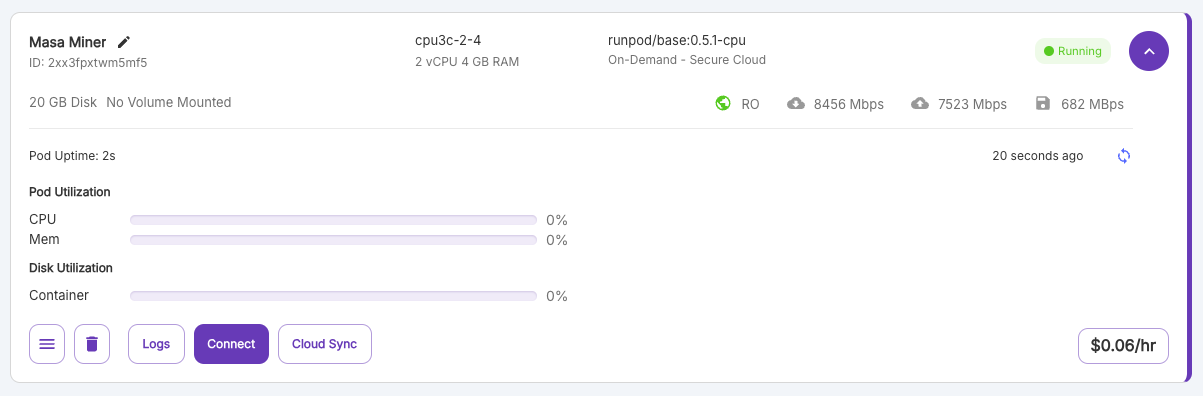 Masa Miner
ID: 2xx3fpxtwm5mf5
cpu3c-2-4
2 vCPU 4 GB RAM
runpod/base:0.5.1-cpu
On-Demand - Secure Cloud
Running
20 GB Disk No Volume Mounted
RO 8456 Mbps 7523 Mbps 682 MBps
Pod Uptime: 2s
20 seconds ago
Pod Utilization
CPU 0%
Mem 0%
Disk Utilization
Container 0%
Logs Connect Cloud Sync
$0.06/hr